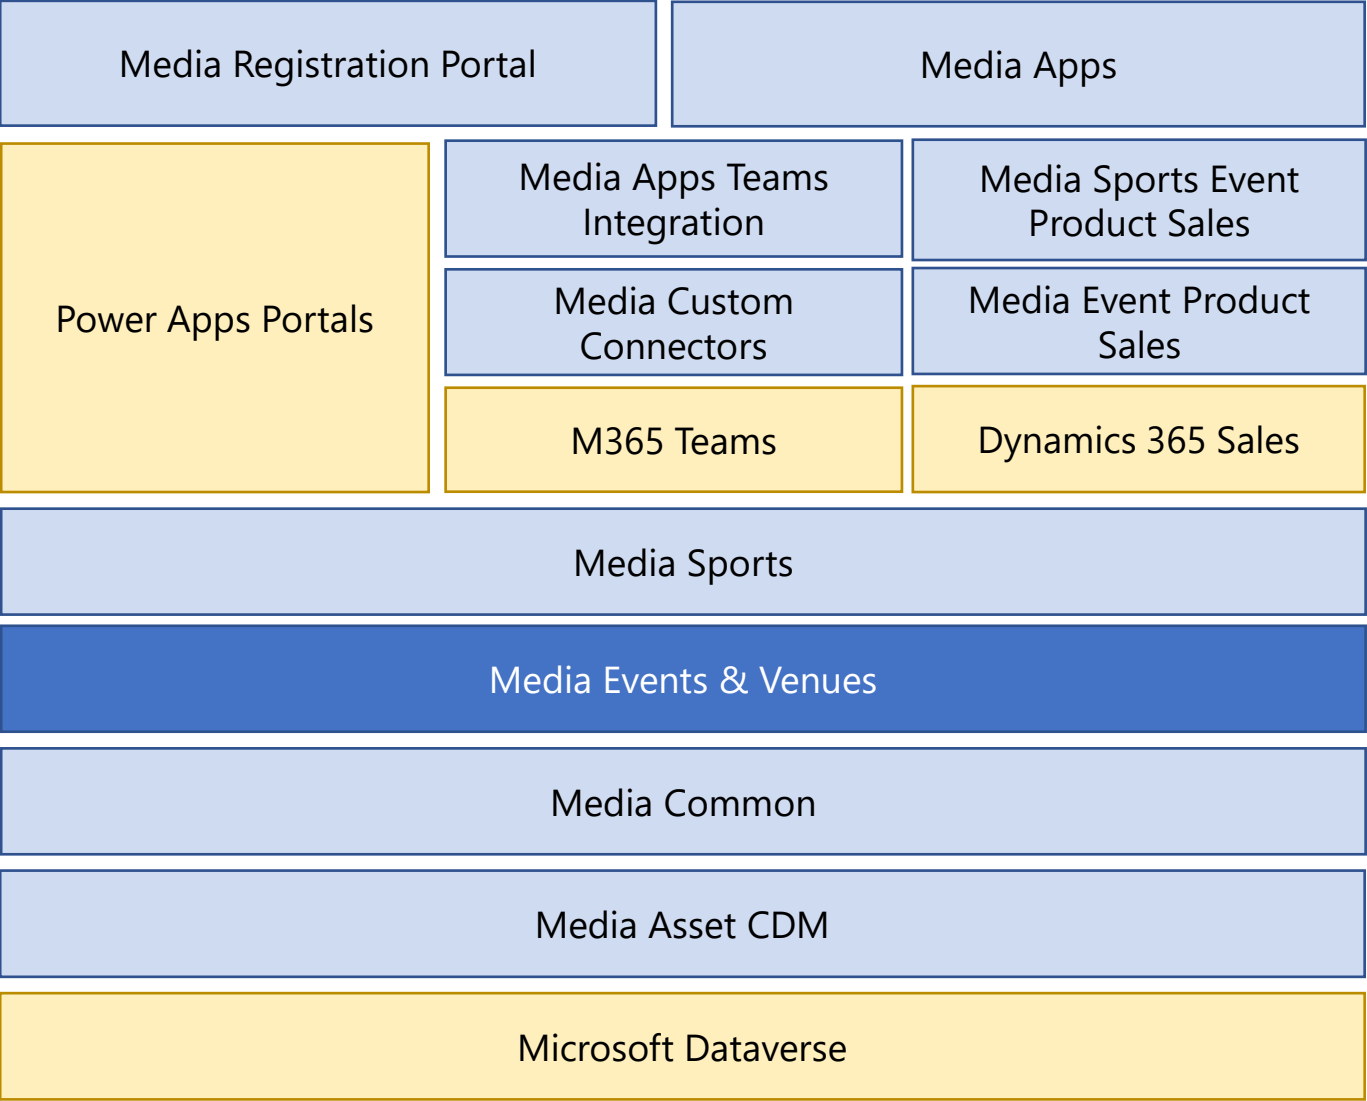 Media Registration Portal
Media Apps
Power Apps Portals
Media Apps Teams
Integration
Media Sports Event
Product Sales
Media Custom
Connectors
Media Event Product
Sales
M365 Teams
Dynamics 365 Sales
Media Sports
Media Events & Venues
Media Common
Media Asset CDM
Microsoft Dataverse